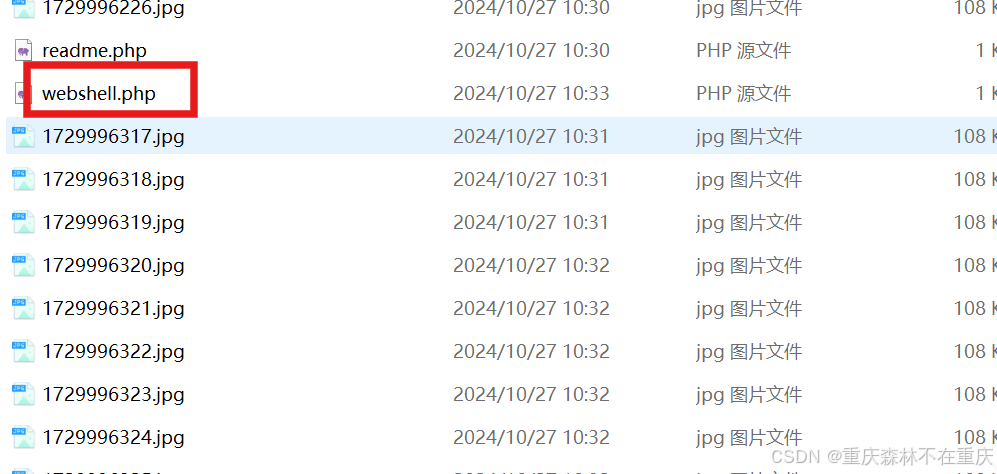 1729996226.jpg 2024/10/27 10:30 jpg 图片文件 108 K
readme.php 2024/10/27 10:30 PHP 源文件 1 K
webshell.php 2024/10/27 10:33 PHP 源文件 1 K
1729996317.jpg 2024/10/27 10:31 jpg 图片文件 108 K
1729996318.jpg 2024/10/27 10:31 jpg 图片文件 108 K
1729996319.jpg 2024/10/27 10:31 jpg 图片文件 108 K
1729996320.jpg 2024/10/27 10:32 jpg 图片文件 108 K
1729996321.jpg 2024/10/27 10:32 jpg 图片文件 108 K
1729996322.jpg 2024/10/27 10:32 jpg 图片文件 108 K
1729996323.jpg 2024/10/27 10:32 jpg 图片文件 108 K
1729996324.jpg 2024/10/27 10:32 jpg 图片文件 108 K
CSDN @重庆森林不在重庆